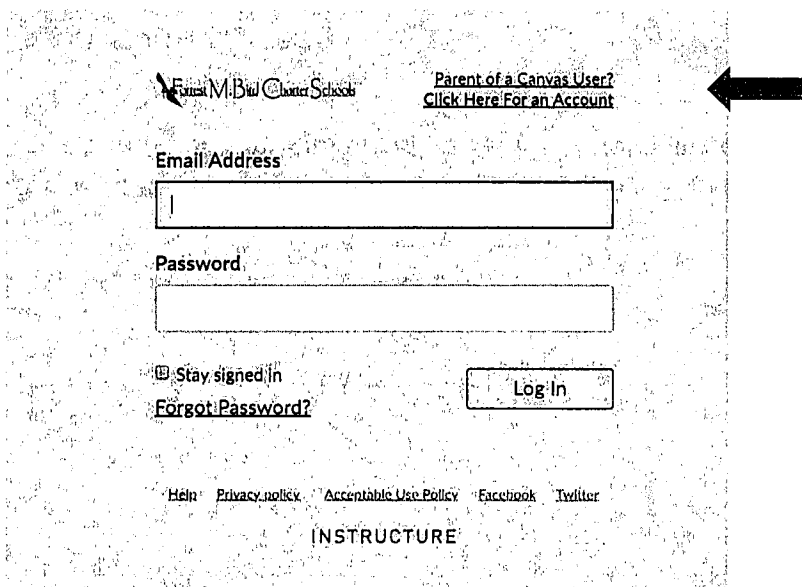 Forrest M. Bird Charter Schools
Parent of a Canvas User?
Click Here For an Account
Email Address
Password
Stay signed in
Forgot Password?
Log In
Help Privacy policy Acceptable Use Policy Facebook Twitter
INSTRUCTURE